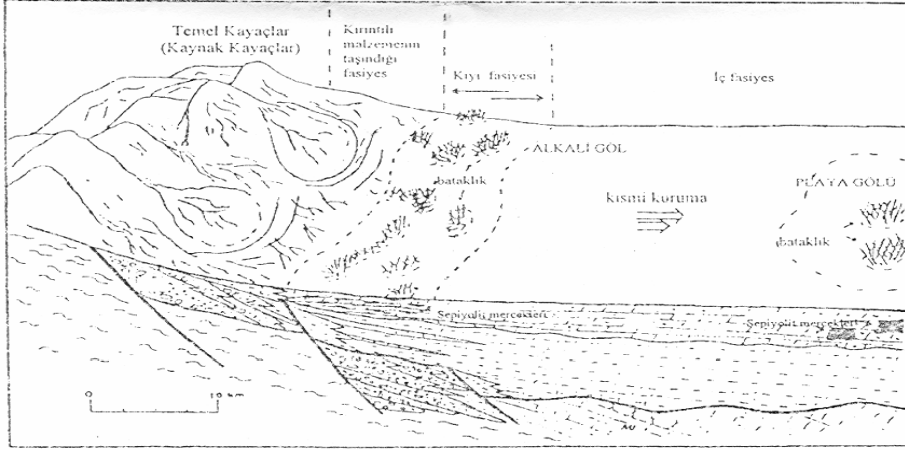 Temel Kayaçlar
(Kaynak Kayaçlar)
Kırıntılı
malzemenin
taşındığı
fasiyes
Kıyı fasiyesi
İç fasiyes
ALKALİ GÖL
bataklık
kısmi kuruma
PLAYA GÖLÜ
bataklık
Sepiyolit mercekleri
Sepiyolit mercekleri
0 10 km